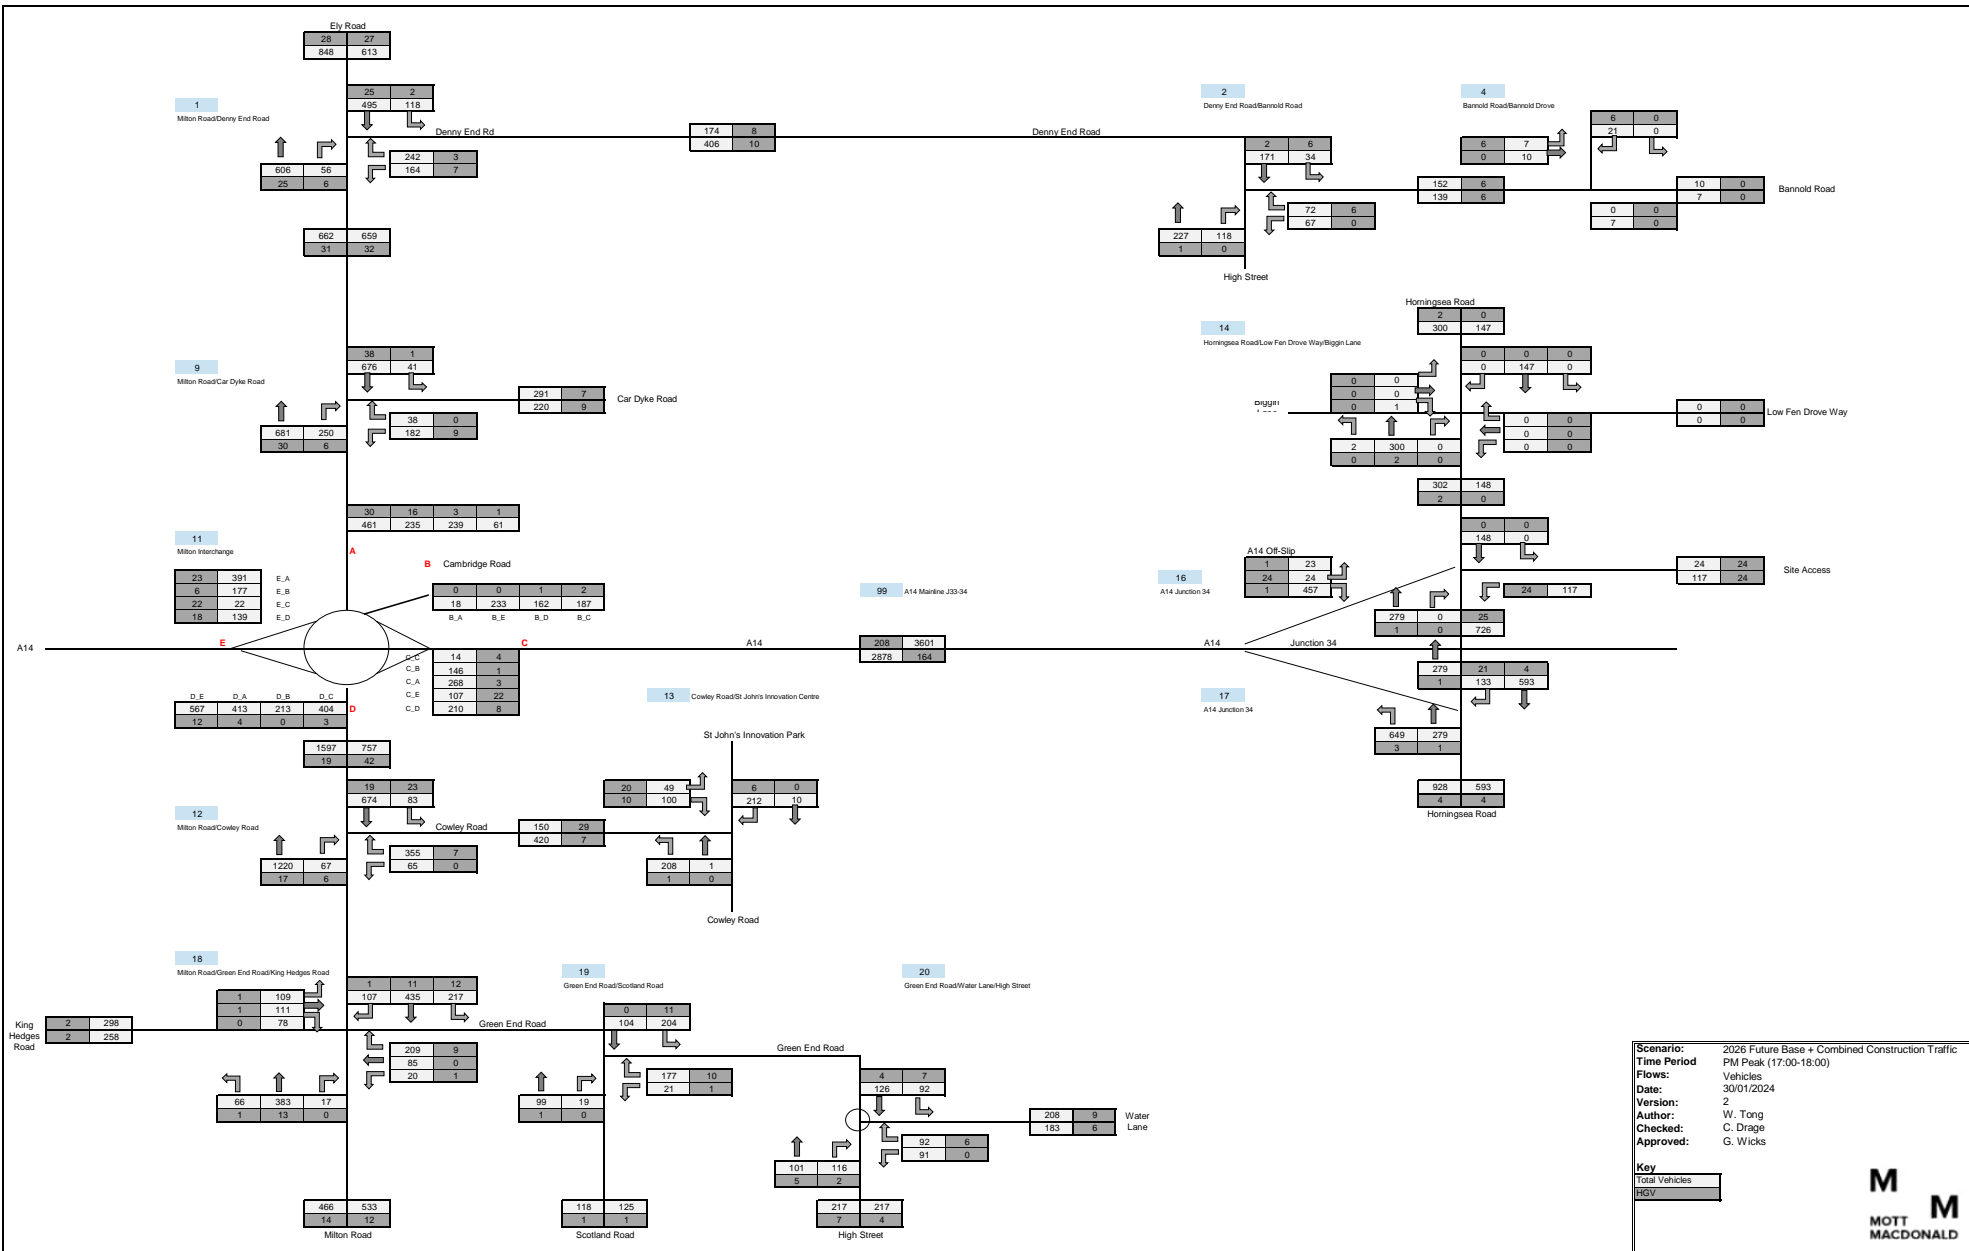 Ely Road
28 27
848 613
1
Milton Road/Denny End Road
25 2
495 118
Denny End Rd
174 8
406 10
Denny End Road
242 3
164 7
606 56
25 6
662 659
31 32
2
Denny End Road/Bannold Road
2 6
171 34
72 6
67 0
227 118
1 0
High Street
152 6
139 6
4
Bannold Road/Bannold Drove
6 0
21 0
6 7
0 10
10 0
7 0
Bannold Road
0 0
7 0
9
Milton Road/Car Dyke Road
38 1
676 41
291 7
220 9
Car Dyke Road
38 0
182 9
681 250
30 6
14
Horningsea Road/Low Fen Drove Way/Biggin Lane
Horningsea Road
2 0
300 147
0 0 0
0 147 0
0 0
0 0
0 1
Biggin
0 0
0 0
Low Fen Drove Way
0 0
0 0
0 0
2 300 0
0 2 0
302 148
2 0
30 16 3 1
461 235 239 61
11
Milton Interchange
A
B Cambridge Road
23 391 E_A
6 177 E_B
22 22 E_C
18 139 E_D
0 0 1 2
18 233 162 187
B_A B_E B_D B_C
99 A14 Mainline J33-34
A14
E
C
A14
208 3601
2878 164
C_C 14 4
C_B 146 1
C_A 268 3
C_E 107 22
C_D 210 8
D_E D_A D_B D_C
567 413 213 404
12 4 0 3
D
1597 757
19 42
0 0
148 0
A14 Off-Slip
1 23
24 24
1 457
16
A14 Junction 34
24 24
117 24
Site Access
24 117
279 0 25
1 0 726
A14
Junction 34
279 21 4
1 133 593
17
A14 Junction 34
649 279
3 1
928 593
4 4
Horningsea Road
13 Cowley Road/St John's Innovation Centre
St John's Innovation Park
20 49
10 100
6 0
212 10
208 1
1 0
Cowley Road
12
Milton Road/Cowley Road
19 23
674 83
Cowley Road
150 29
420 7
355 7
65 0
1220 67
17 6
18
Milton Road/Green End Road/King Hedges Road
1 11 12
107 435 217
1 109
1 111
0 78
King
Hedges
Road
2 298
2 258
Green End Road
209 9
85 0
20 1
66 383 17
1 13 0
466 533
14 12
Milton Road
19
Green End Road/Scotland Road
0 11
104 204
Green End Road
177 10
21 1
99 19
1 0
118 125
1 1
Scotland Road
20
Green End Road/Water Lane/High Street
4 7
126 92
208 9
183 6
Water
Lane
92 6
91 0
101 116
5 2
217 217
7 4
High Street
Scenario: 2026 Future Base + Combined Construction Traffic
Time Period PM Peak (17:00-18:00)
Flows: Vehicles
Date: 30/01/2024
Version: 2
Author: W. Tong
Checked: C. Drage
Approved: G. Wicks
Key
Total Vehicles
HGV
M
M
MOTT
MACDONALD